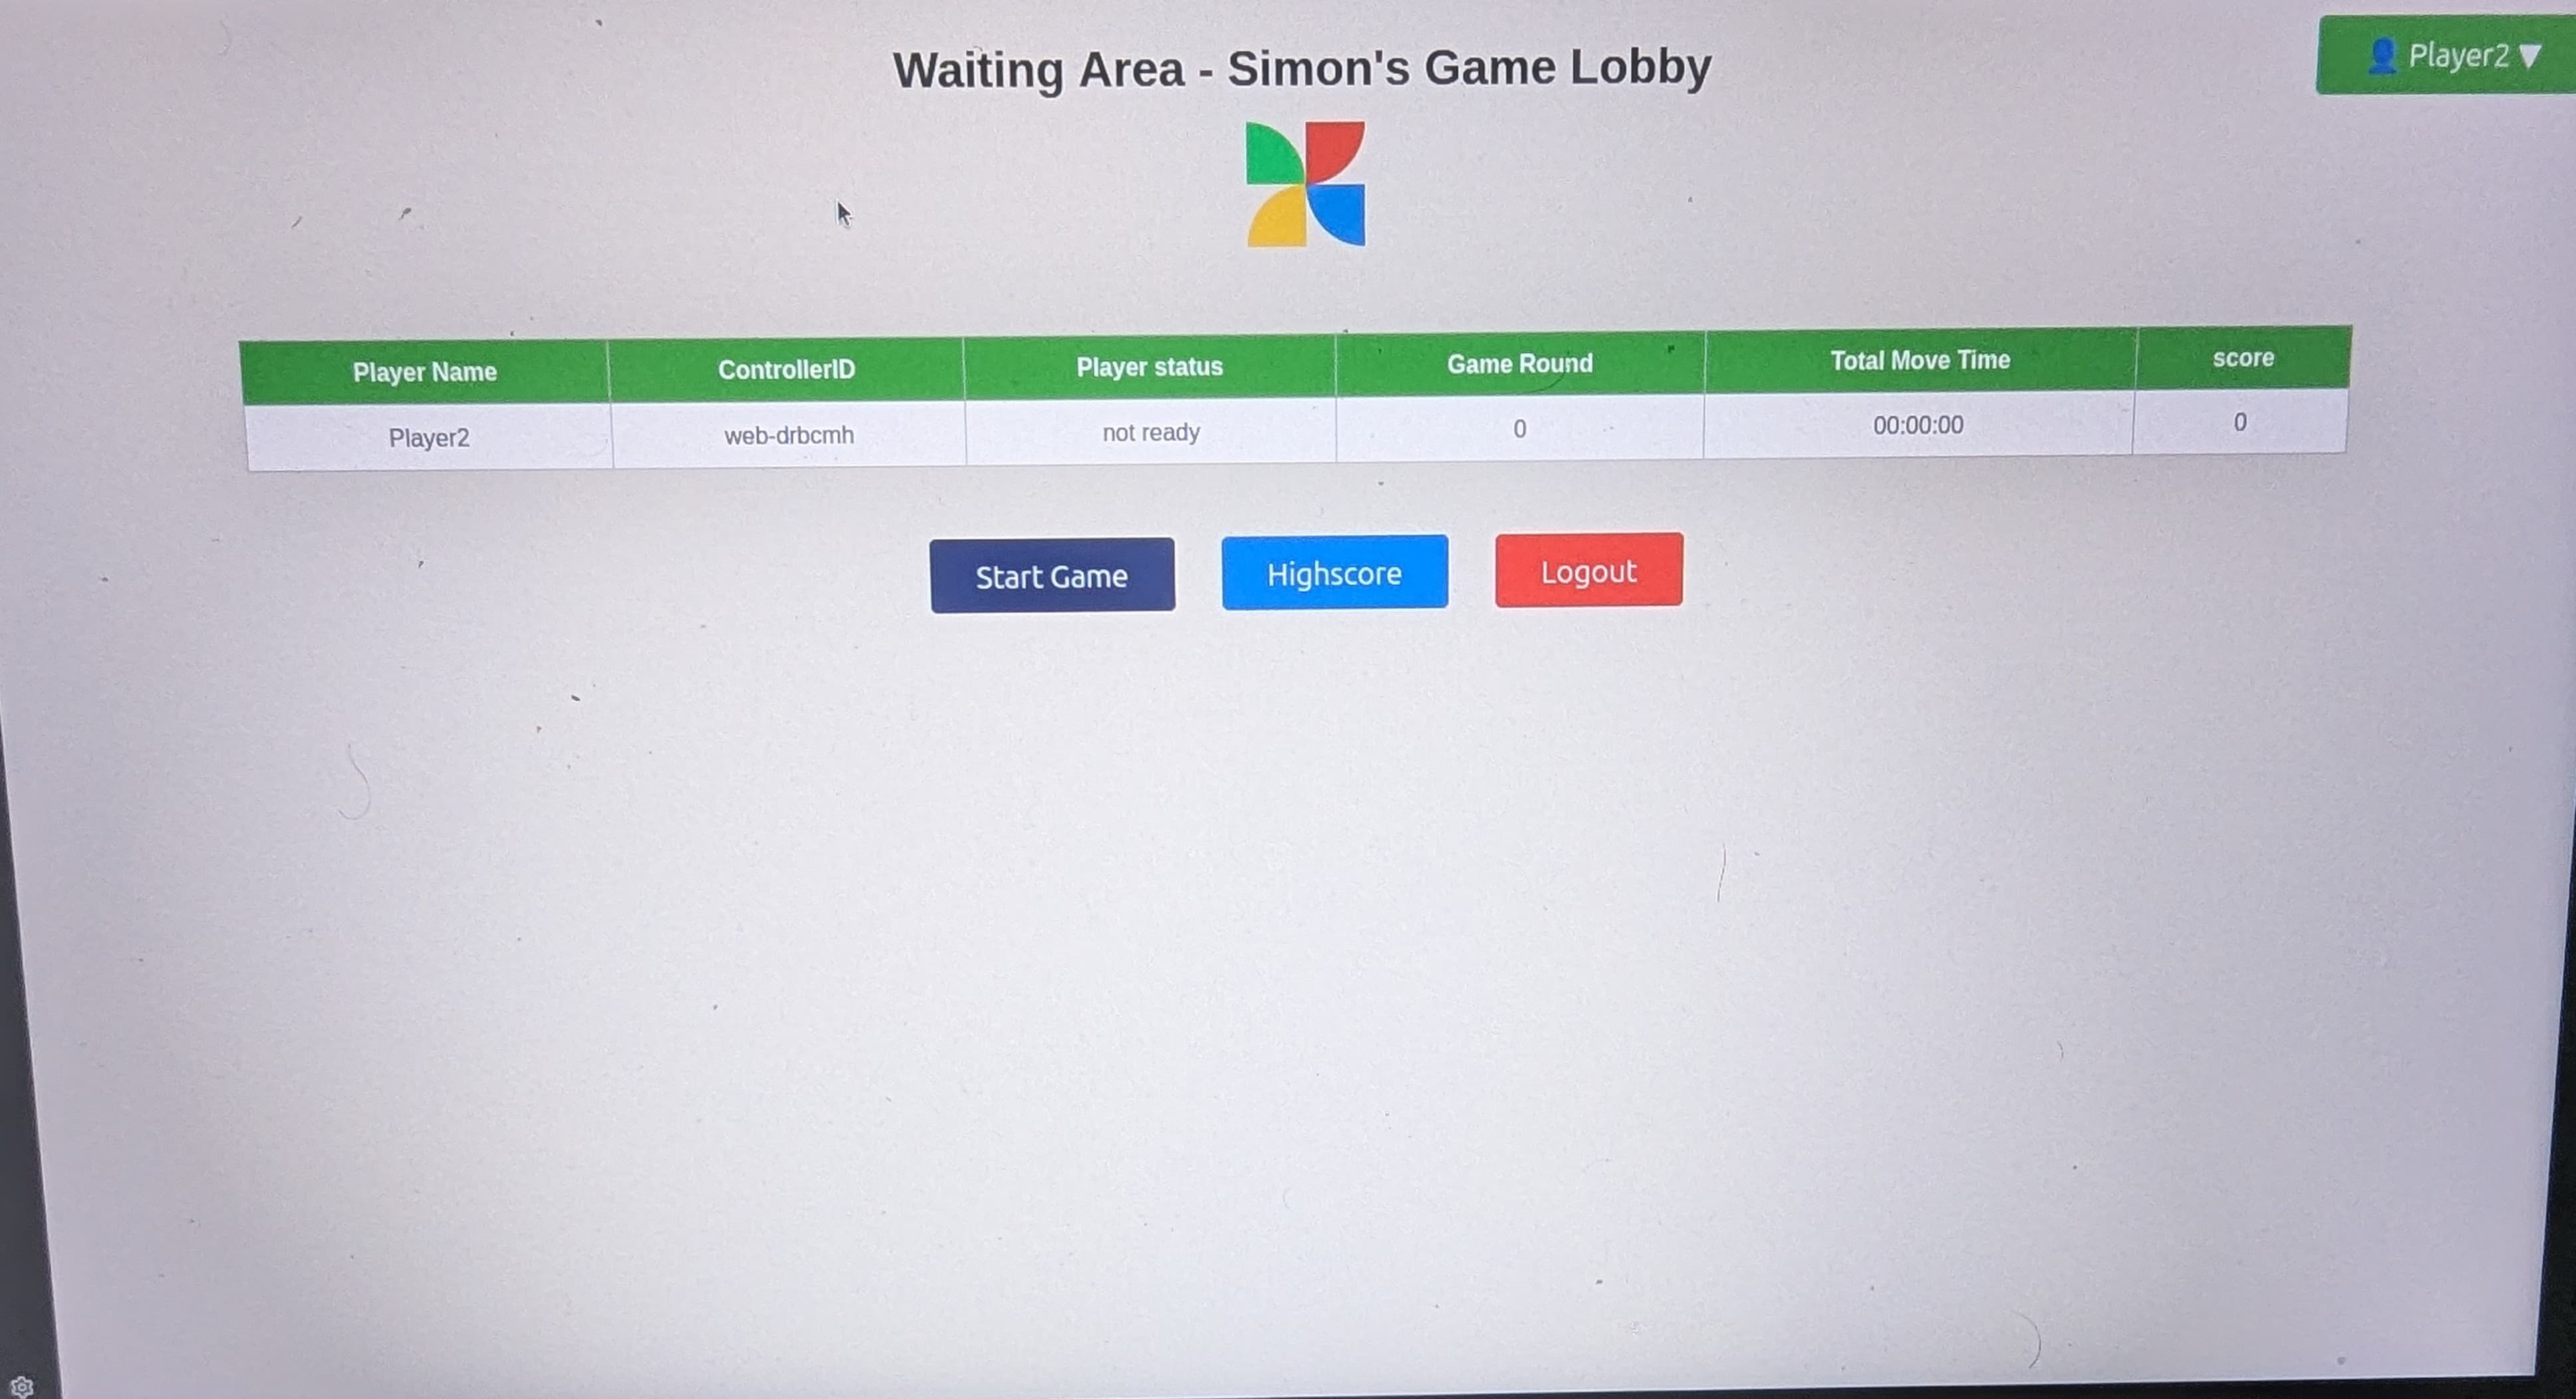 Waiting Area - Simon's Game Lobby
👤 Player2 ▼
Player Name ControllerID Player status Game Round Total Move Time score
Player2 web-drbcmh not ready 0 00:00:00 0
Start Game Highscore Logout